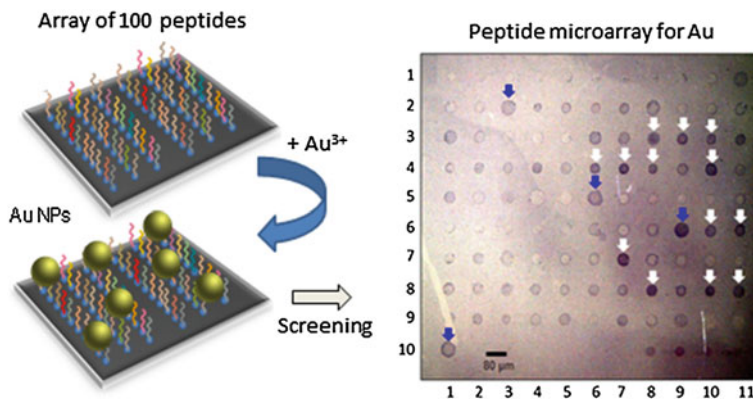 Array of 100 peptides
+ Au³⁺
Au NPs
Screening
Peptide microarray for Au
1
2
3
4
5
6
7
8
9
10
80 µm
1 2 3 4 5 6 7 8 9 10 11